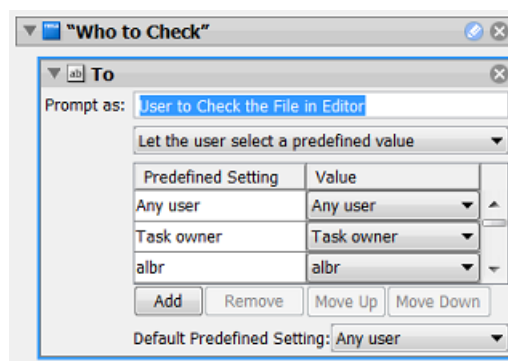 "Who to Check"
ab To
Prompt as: User to Check the File in Editor
Let the user select a predefined value
Predefined Setting Value
Any user Any user
Task owner Task owner
albr albr
Add Remove Move Up Move Down
Default Predefined Setting: Any user